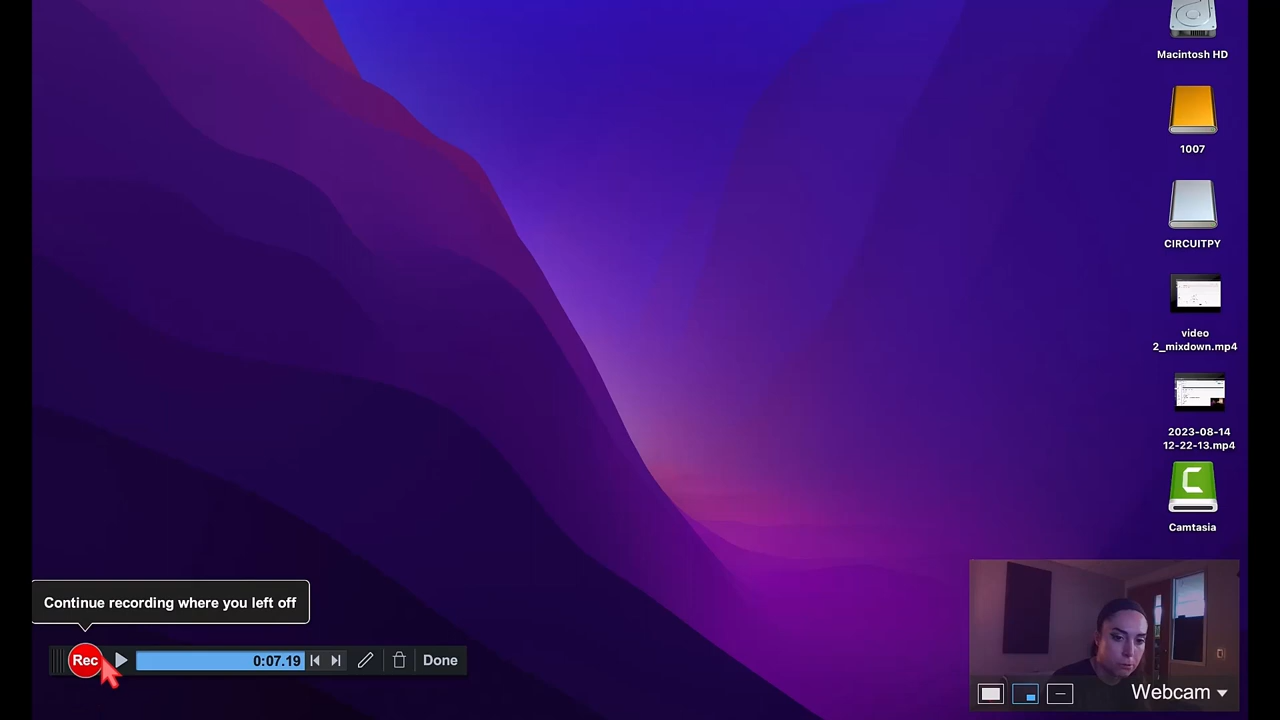 Macintosh HD
1007
CIRCUITPY
video
2_mixdown.mp4
2023-08-14
12-22-13.mp4
Camtasia
Continue recording where you left off
Rec
0:07.19
Done
Webcam